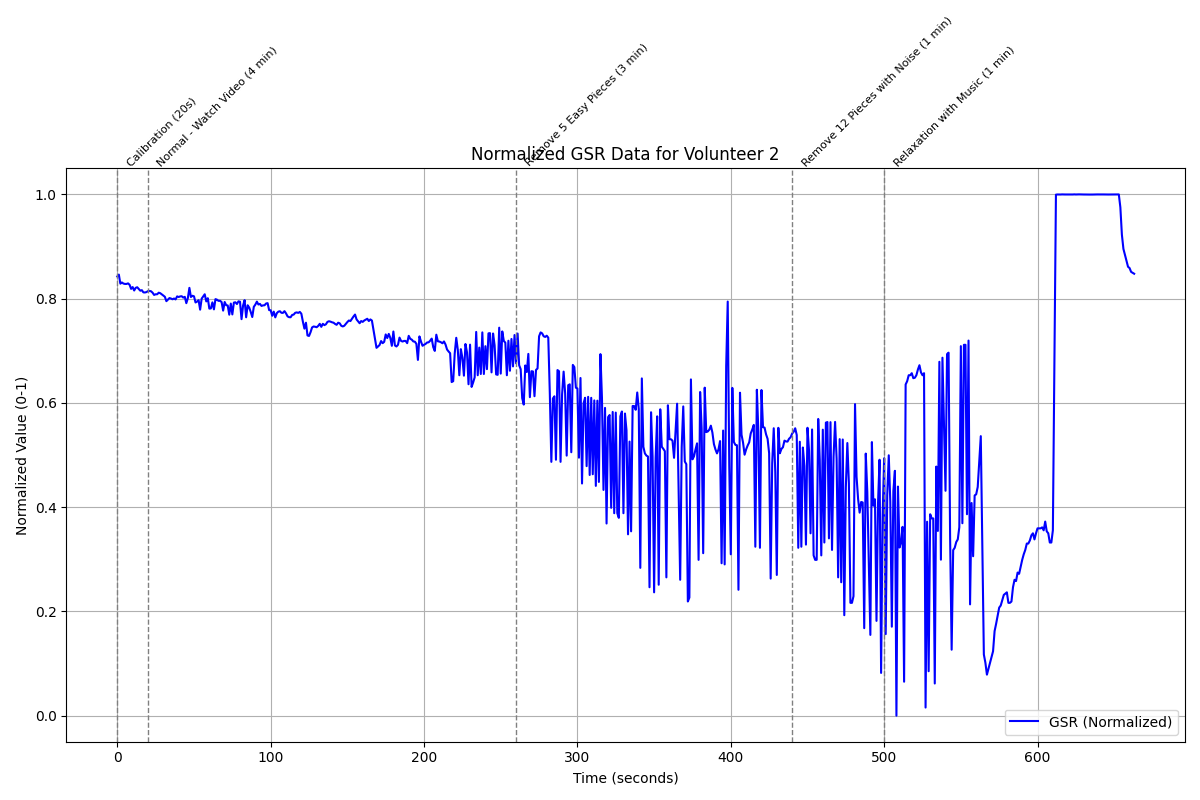 Calibration (20s)
Normal - Watch Video (4 min)
Remove 5 Easy Pieces (3 min)
Remove 12 Pieces with Noise (1 min)
Relaxation with Music (1 min)
Normalized GSR Data for Volunteer 2
Normalized Value (0-1)
1.0
0.8
0.6
0.4
0.2
0.0
GSR (Normalized)
0 100 200 300 400 500 600
Time (seconds)